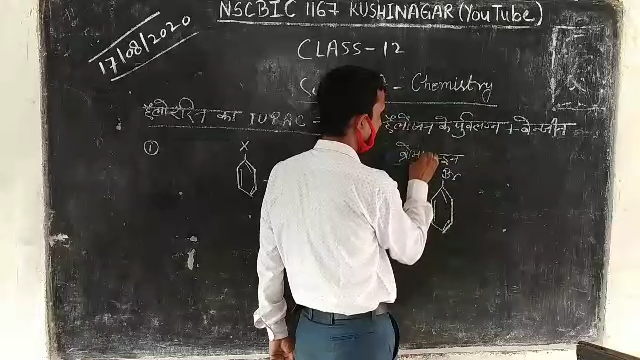 NSCBIC 1167 KUSHINAGAR (YouTube)
17/08/2020
CLASS-12
Chemistry
हैलोएरीन का IUPAC = हैलोजन के पुर्वलग्न + बेन्जीन
①
X
Br